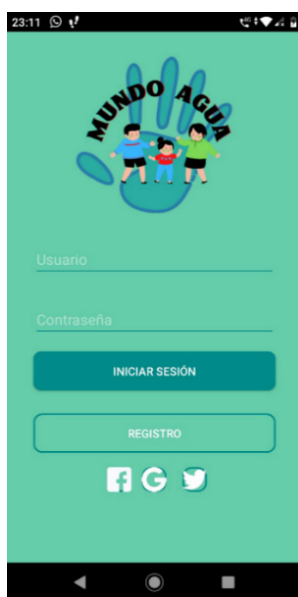 23:11
MUNDO AGUA
Usuario
Contraseña
INICIAR SESIÓN
REGISTRO